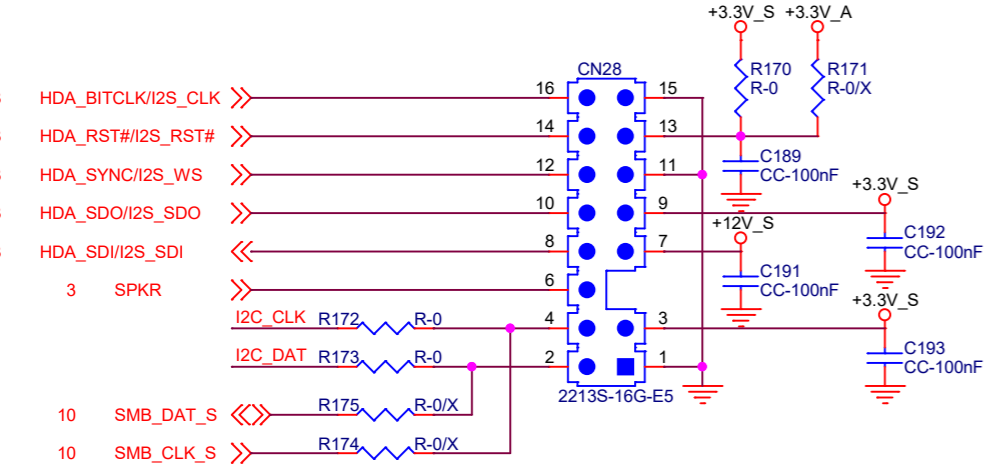 +3.3V_S +3.3V_A
CN28
R170 R171
R-0 R-0/X
HDA_BITCLK/I2S_CLK 16 15
HDA_RST#/I2S_RST# 14 13
C189
CC-100nF
HDA_SYNC/I2S_WS 12 11
+3.3V_S
HDA_SDO/I2S_SDO 10 9
+12V_S
C192
CC-100nF
HDA_SDI/I2S_SDI 8 7
C191
CC-100nF
3 SPKR 6
+3.3V_S
I2C_CLK R172 R-0 4 3
C193
CC-100nF
I2C_DAT R173 R-0 2 1
2213S-16G-E5
10 SMB_DAT_S R175 R-0/X
10 SMB_CLK_S R174 R-0/X